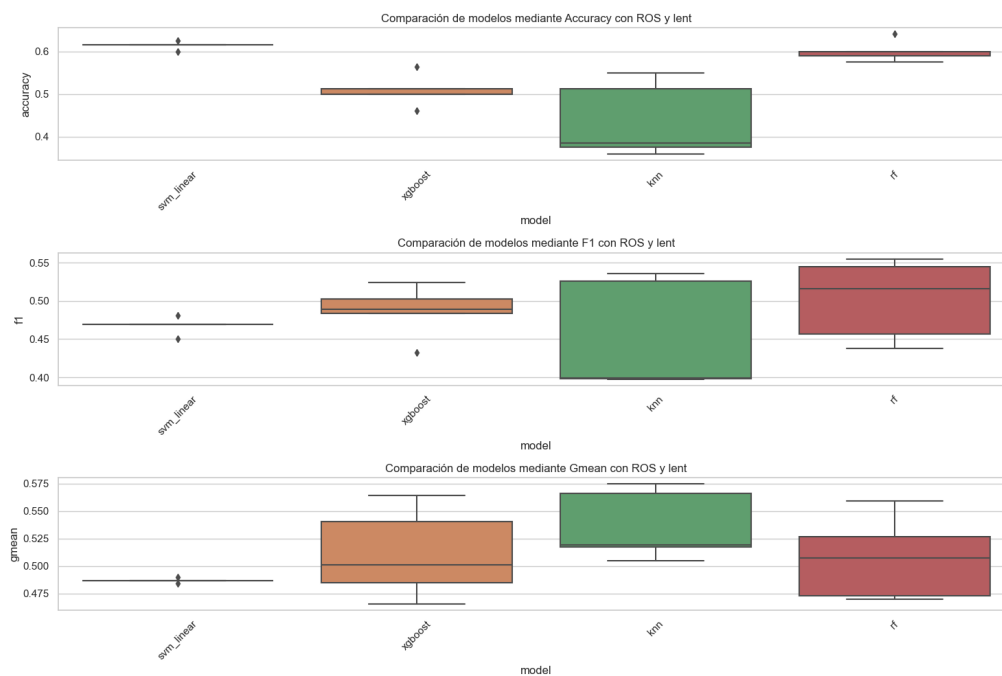 Comparación de modelos mediante Accuracy con ROS y lent
accuracy
0.6
0.5
0.4
svm_linear
xgboost
knn
rf
model
Comparación de modelos mediante F1 con ROS y lent
f1
0.55
0.50
0.45
0.40
svm_linear
xgboost
knn
rf
model
Comparación de modelos mediante Gmean con ROS y lent
gmean
0.575
0.550
0.525
0.500
0.475
svm_linear
xgboost
knn
rf
model